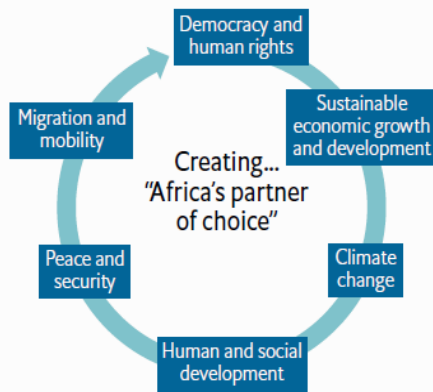 Democracy and
human rights
Sustainable
economic growth
and development
Climate
change
Human and social
development
Peace and
security
Migration and
mobility
Creating...
“Africa’s partner
of choice”